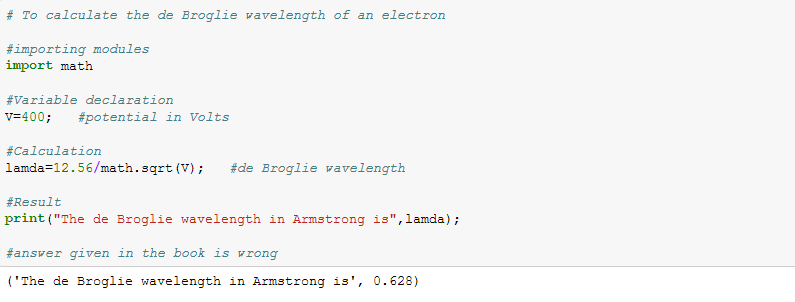 # To calculate the de Broglie wavelength of an electron
#importing modules
import math
#Variable declaration
V=400;   #potential in Volts
#Calculation
lamda=12.56/math.sqrt(V);   #de Broglie wavelength
#Result
print("The de Broglie wavelength in Armstrong is",lamda);
#answer given in the book is wrong
('The de Broglie wavelength in Armstrong is', 0.628)